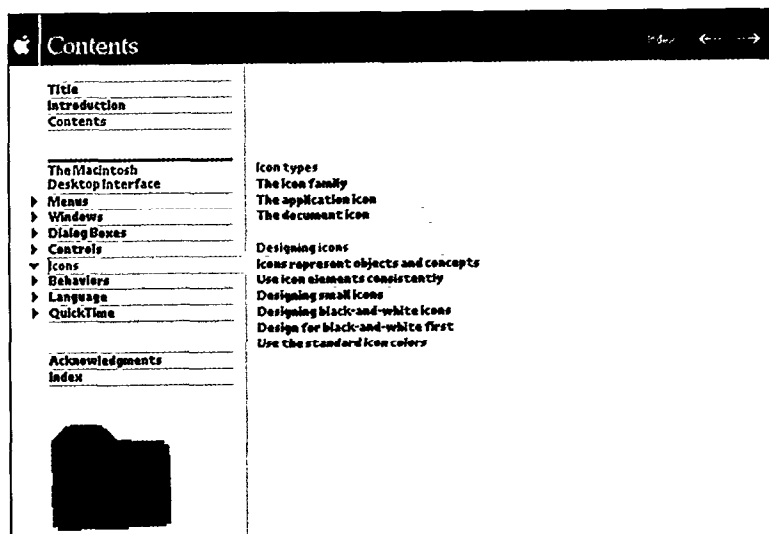 Contents
Index
Title
Introduction
Contents
The Macintosh
Desktop Interface
Menus
Windows
Dialog Boxes
Controls
Icons
Behaviors
Language
QuickTime
Acknowledgments
Index
Icon types
The icon family
The application icon
The document icon
Designing icons
Icons represent objects and concepts
Use icon elements consistently
Designing small icons
Designing black-and-white icons
Design for black-and-white first
Use the standard icon colors